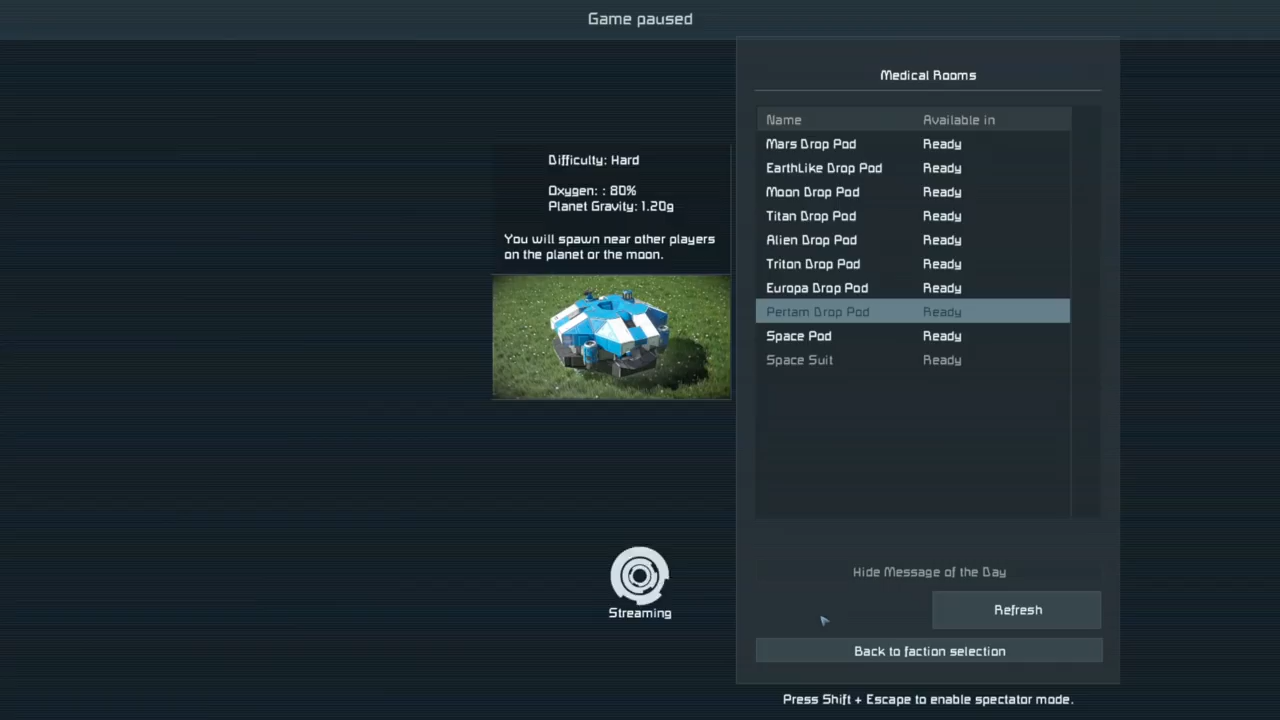 Game paused
Medical Rooms
Name Available in
Mars Drop Pod Ready
EarthLike Drop Pod Ready
Moon Drop Pod Ready
Titan Drop Pod Ready
Alien Drop Pod Ready
Triton Drop Pod Ready
Europa Drop Pod Ready
Pertam Drop Pod Ready
Space Pod Ready
Space Suit Ready
Difficulty: Hard
Oxygen: : 80%
Planet Gravity: 1.20g
You will spawn near other players
on the planet or the moon.
Streaming
Hide Message of the Day
Refresh
Back to faction selection
Press Shift + Escape to enable spectator mode.